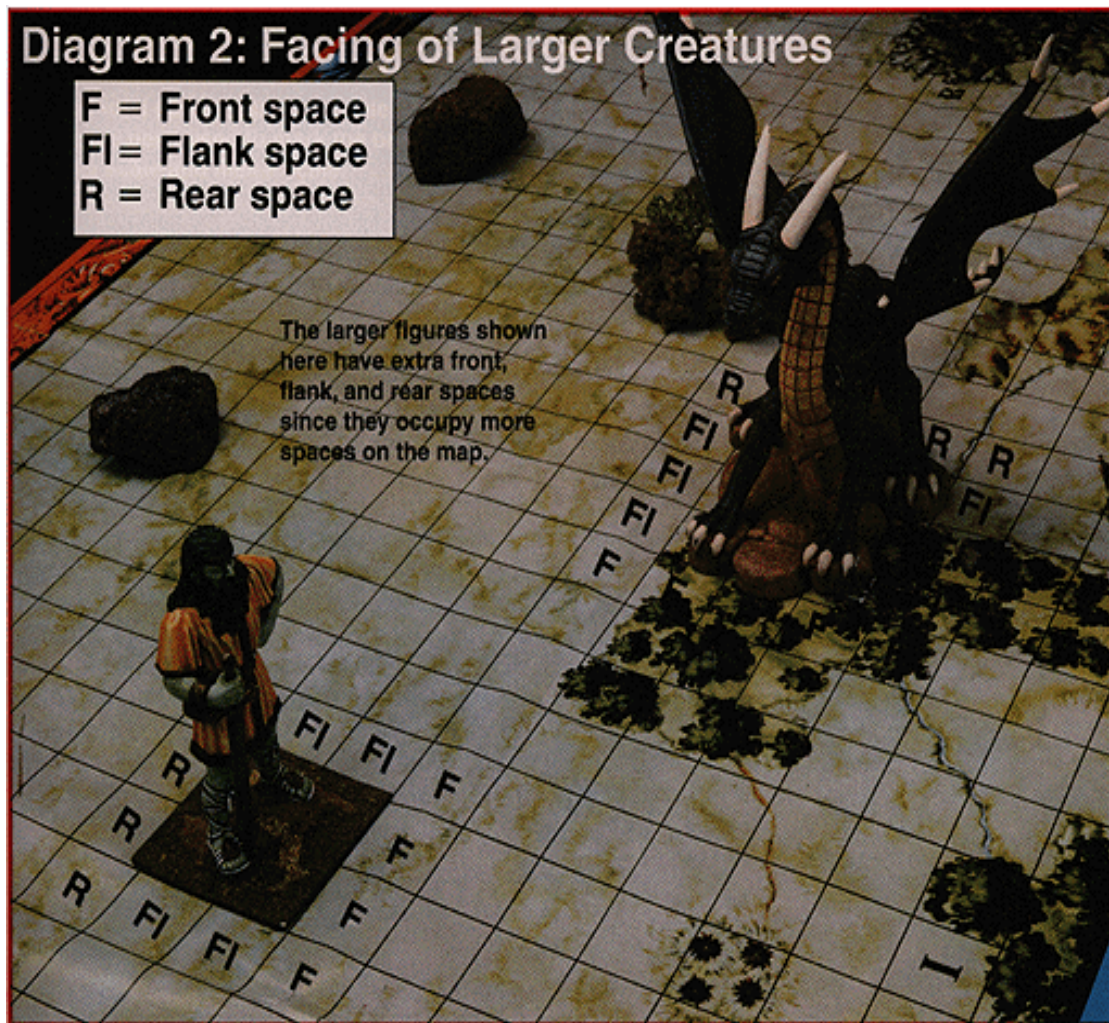 Diagram 2: Facing of Larger Creatures
F = Front space
Fl = Flank space
R = Rear space
The larger figures shown
here have extra front,
flank, and rear spaces
since they occupy more
spaces on the map.
R
Fl
R R
Fl
Fl
Fl
F
Fl Fl F
R
R
F
R Fl Fl F
F
I